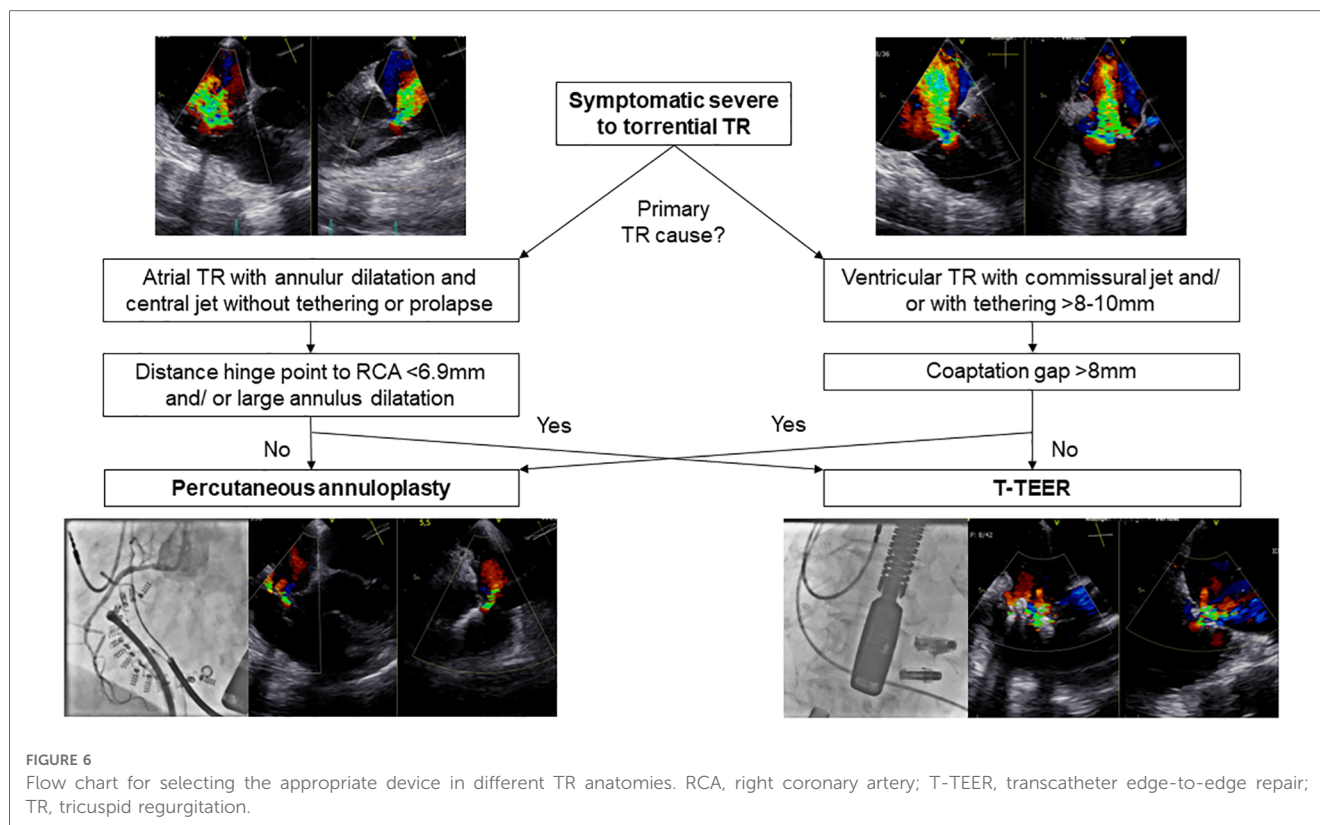 Symptomatic severe
to torrential TR
Primary
TR cause?
Atrial TR with annulur dilatation and
central jet without tethering or prolapse
Ventricular TR with commissural jet and/
or with tethering >8-10mm
Distance hinge point to RCA <6.9mm
and/ or large annulus dilatation
Coaptation gap >8mm
Yes
Yes
No
No
Percutaneous annuloplasty
T-TEER
5,5
F: 8/42
FIGURE 6
Flow chart for selecting the appropriate device in different TR anatomies. RCA, right coronary artery; T-TEER, transcatheter edge-to-edge repair;
TR, tricuspid regurgitation.